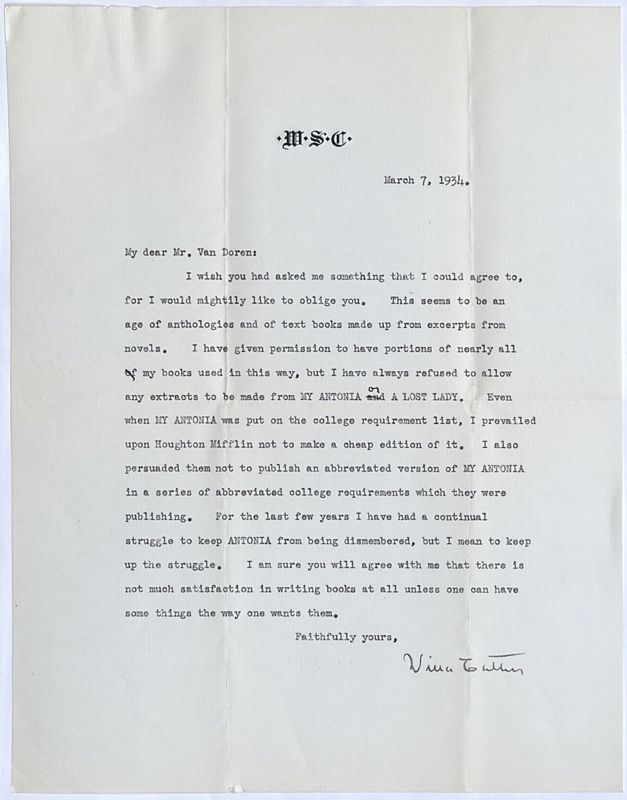 ·W·S·C·
March 7, 1934.
My dear Mr. Van Doren:
I wish you had asked me something that I could agree to,
for I would mightily like to oblige you. This seems to be an
age of anthologies and of text books made up from excerpts from
novels. I have given permission to have portions of nearly all
of my books used in this way, but I have always refused to allow
any extracts to be made from MY ANTONIA and or A LOST LADY. Even
when MY ANTONIA was put on the college requirement list, I prevailed
upon Houghton Mifflin not to make a cheap edition of it. I also
persuaded them not to publish an abbreviated version of MY ANTONIA
in a series of abbreviated college requirements which they were
publishing. For the last few years I have had a continual
struggle to keep ANTONIA from being dismembered, but I mean to keep
up the struggle. I am sure you will agree with me that there is
not much satisfaction in writing books at all unless one can have
some things the way one wants them.
Faithfully yours,
Willa Cather